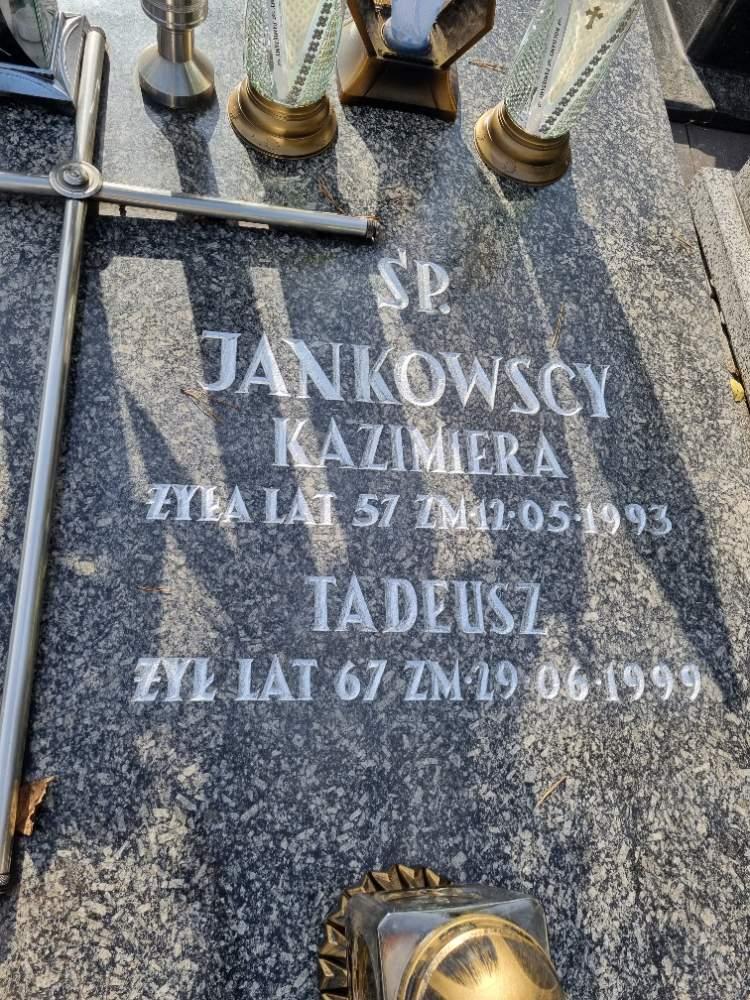 ŚP.
JANKOWSCY
KAZIMIERA
ŻYŁA LAT 57 ZM·12·05·1993
TADEUSZ
ŻYŁ LAT 67 ZM·29·06·1999